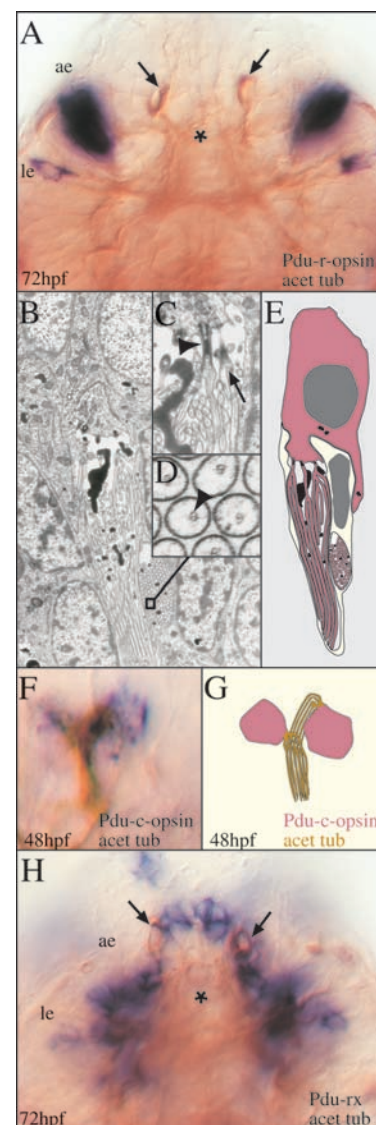 A
ae
*
le
72hpf
Pdu-r-opsin
acet tub
B
C
D
E
F
48hpf
Pdu-c-opsin
acet tub
G
48hpf
Pdu-c-opsin
acet tub
H
ae
*
le
72hpf
Pdu-rx
acet tub